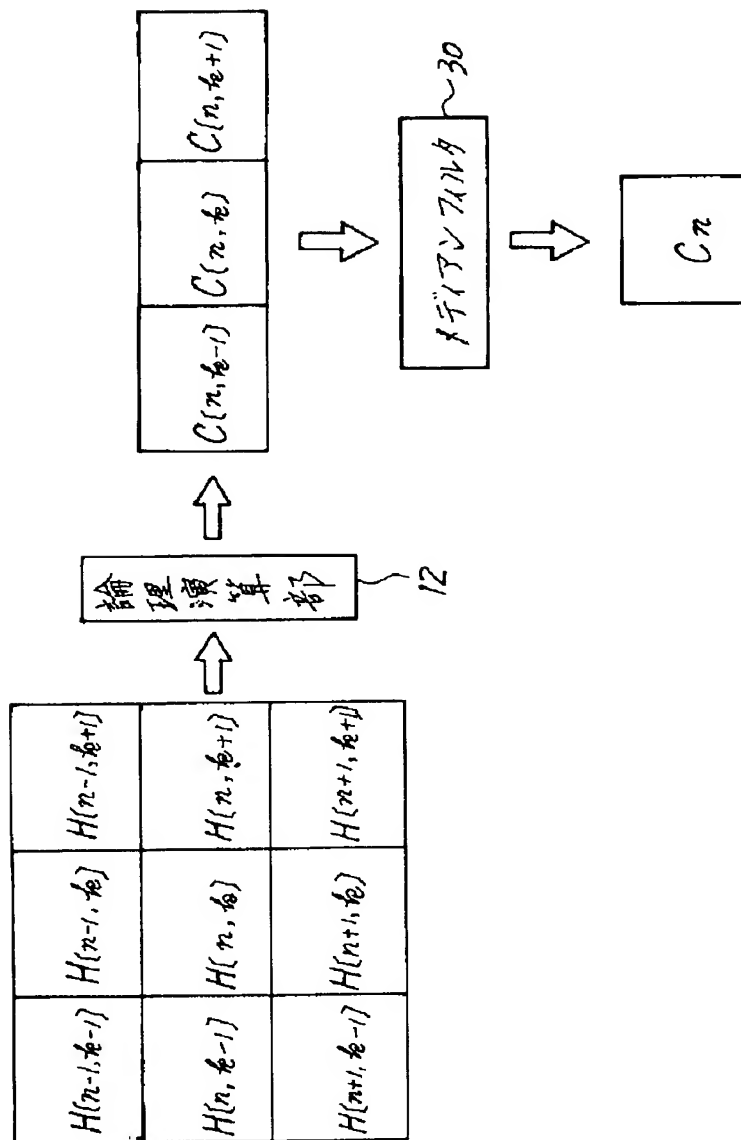 H(n-1, k-1) H(n-1, k) H(n-1, k+1)
H(n, k-1) H(n, k) H(n, k+1)
H(n+1, k-1) H(n+1, k) H(n+1, k+1)
論理演算部
12
C(n, k-1) C(n, k) C(n, k+1)
メディアンフィルタ
30
Cn